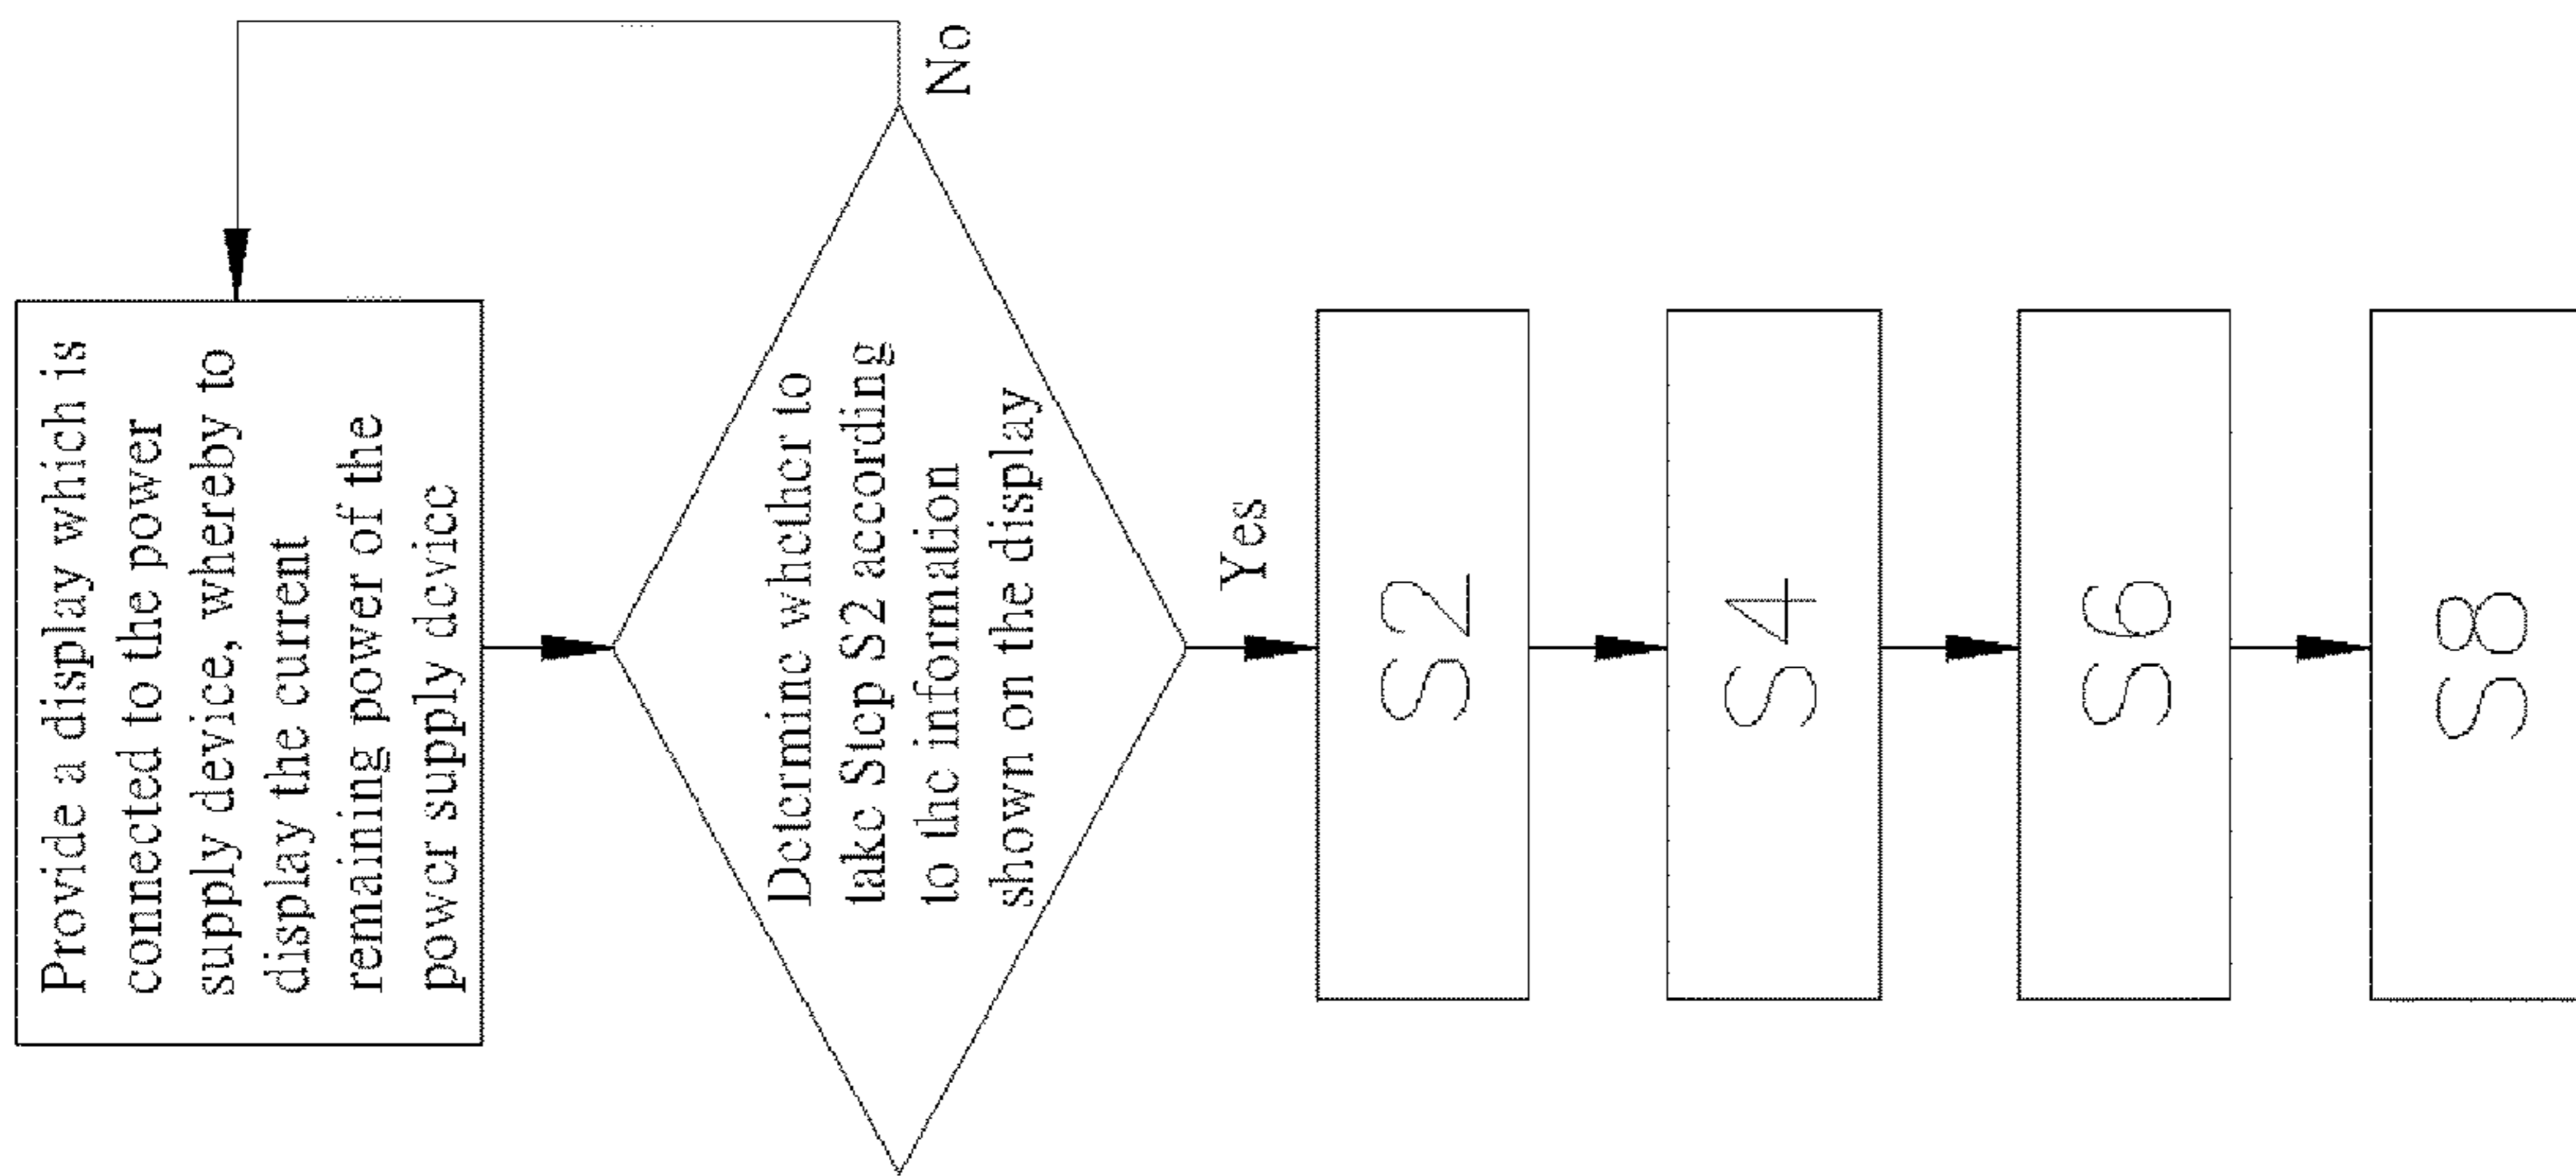 Provide a display which is
connected to the power
supply device, whereby to
display the current
remaining power of the
power supply device
Determine whether to
take Step S2 according
to the information
shown on the display
No
Yes
S2
S4
S6
S8